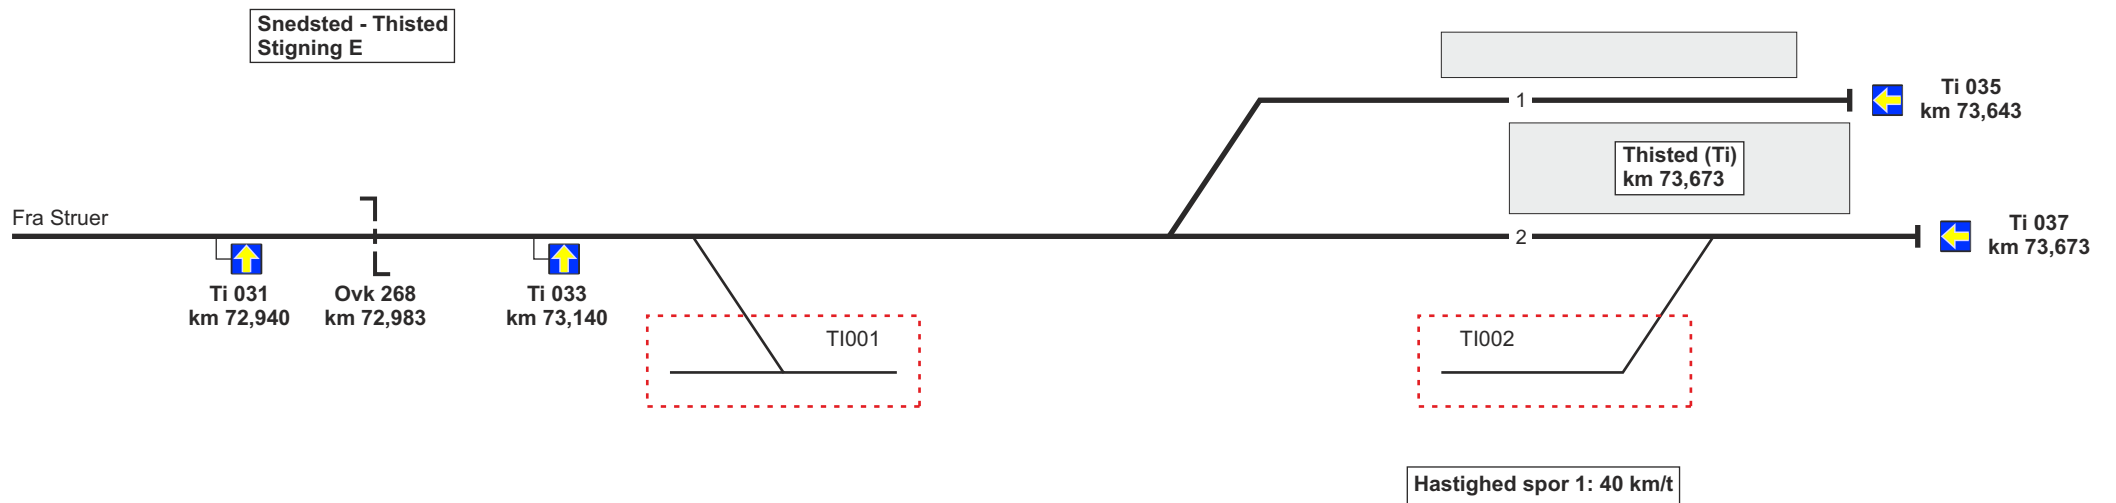 Snedsted - Thisted
Stigning E
1
Ti 035
km 73,643
Thisted (Ti)
km 73,673
Fra Struer
2
Ti 037
km 73,673
Ti 031
km 72,940
Ovk 268
km 72,983
Ti 033
km 73,140
TI001
TI002
Hastighed spor 1: 40 km/t